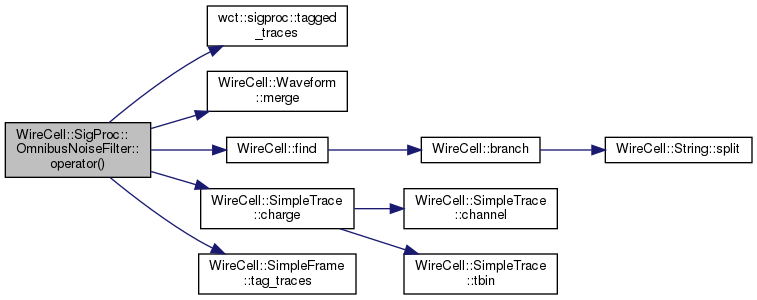 WireCell::SigProc::
OmnibusNoiseFilter::
operator()
wct::sigproc::tagged
_traces
WireCell::Waveform
::merge
WireCell::find
WireCell::branch
WireCell::String::split
WireCell::SimpleTrace
::charge
WireCell::SimpleTrace
::channel
WireCell::SimpleTrace
::tbin
WireCell::SimpleFrame
::tag_traces